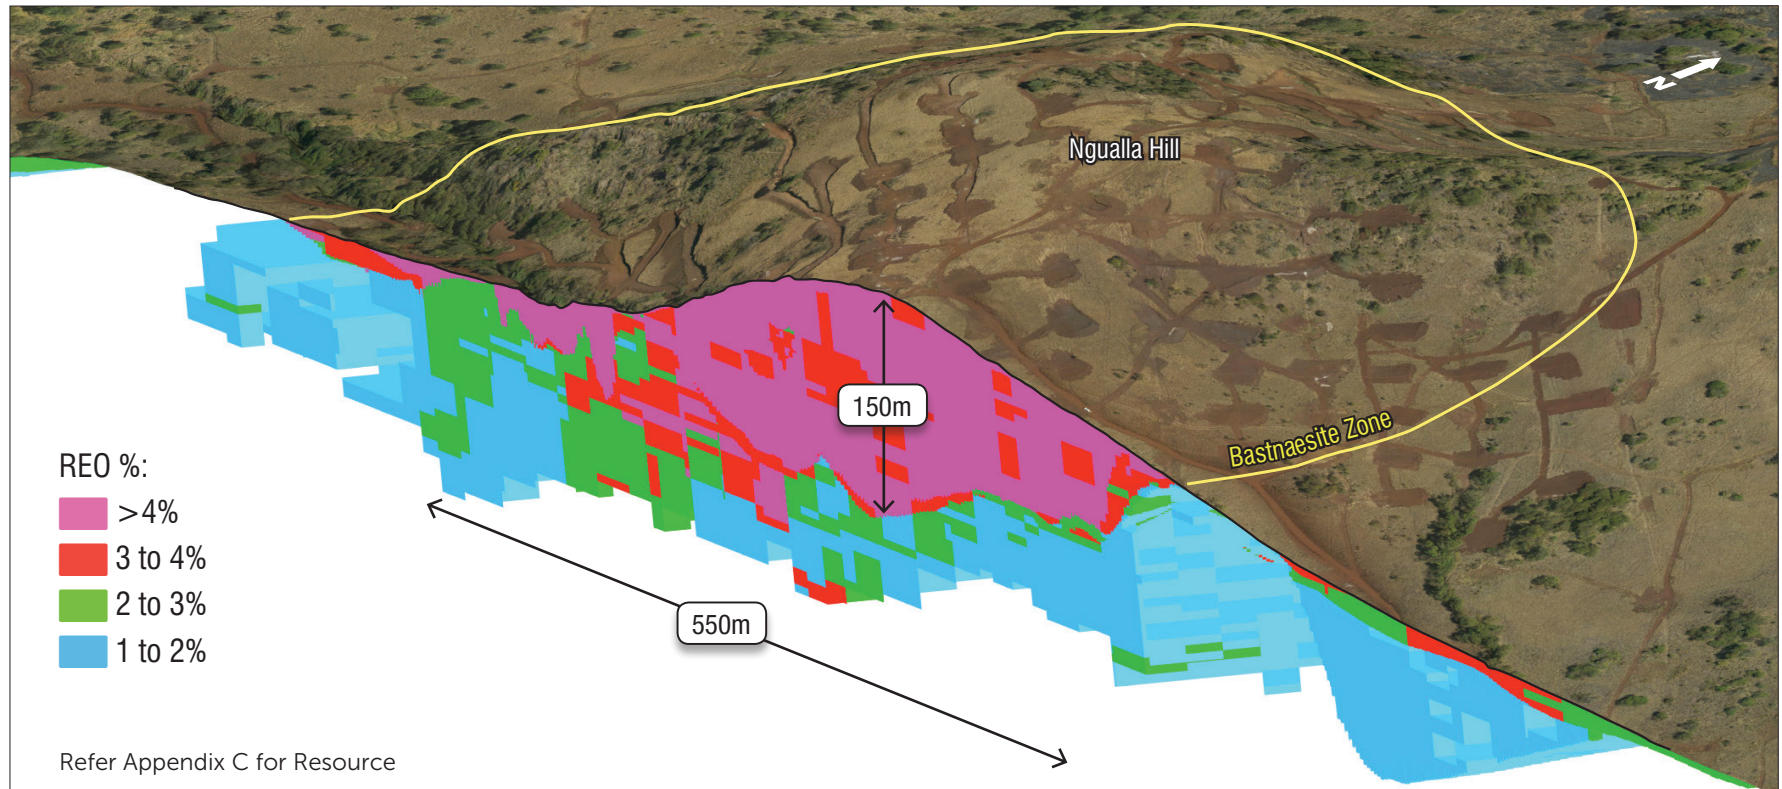 N
Ngualla Hill
150m
Bastnaesite Zone
REO %:
>4%
3 to 4%
2 to 3%
1 to 2%
550m
Refer Appendix C for Resource